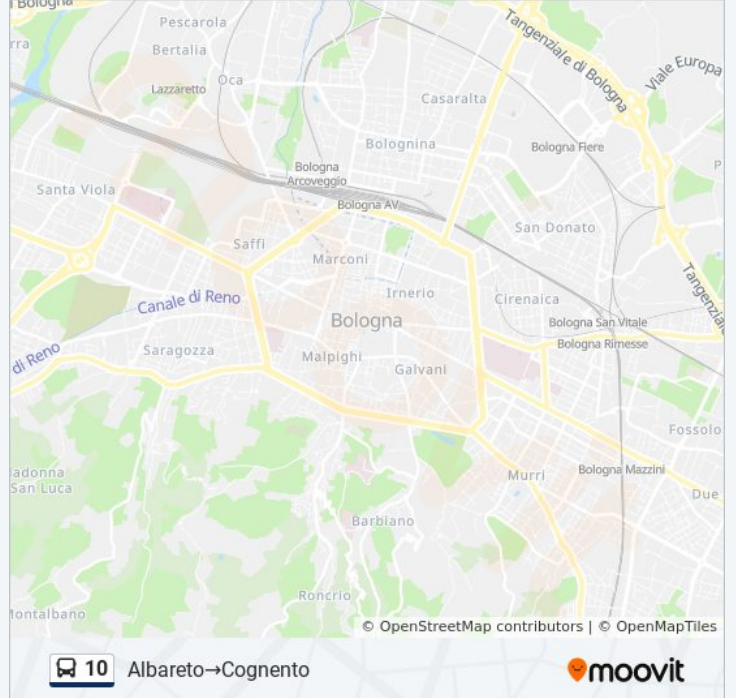 i Bologna
Pescarola
Tangenziale di Bologna
Viale Europa
Bertalia
Oca
Lazzaretto
Casaralta
Bolognina
Bologna Fiere
Bologna
Arcoveggio
Santa Viola
Bologna AV
San Donato
Saffi
Marconi
Irnerio
Cirenaica
Canale di Reno
Tangenziale
Bologna
Bologna San Vitale
Bologna Rimesse
di Reno
Saragozza
Malpighi
Galvani
Fossolo
adonna
San Luca
Murri
Bologna Mazzini
Due
Barbiano
Roncrio
Montalbano
© OpenStreetMap contributors | © OpenMapTiles
10 Albareto→Cognento
moovit